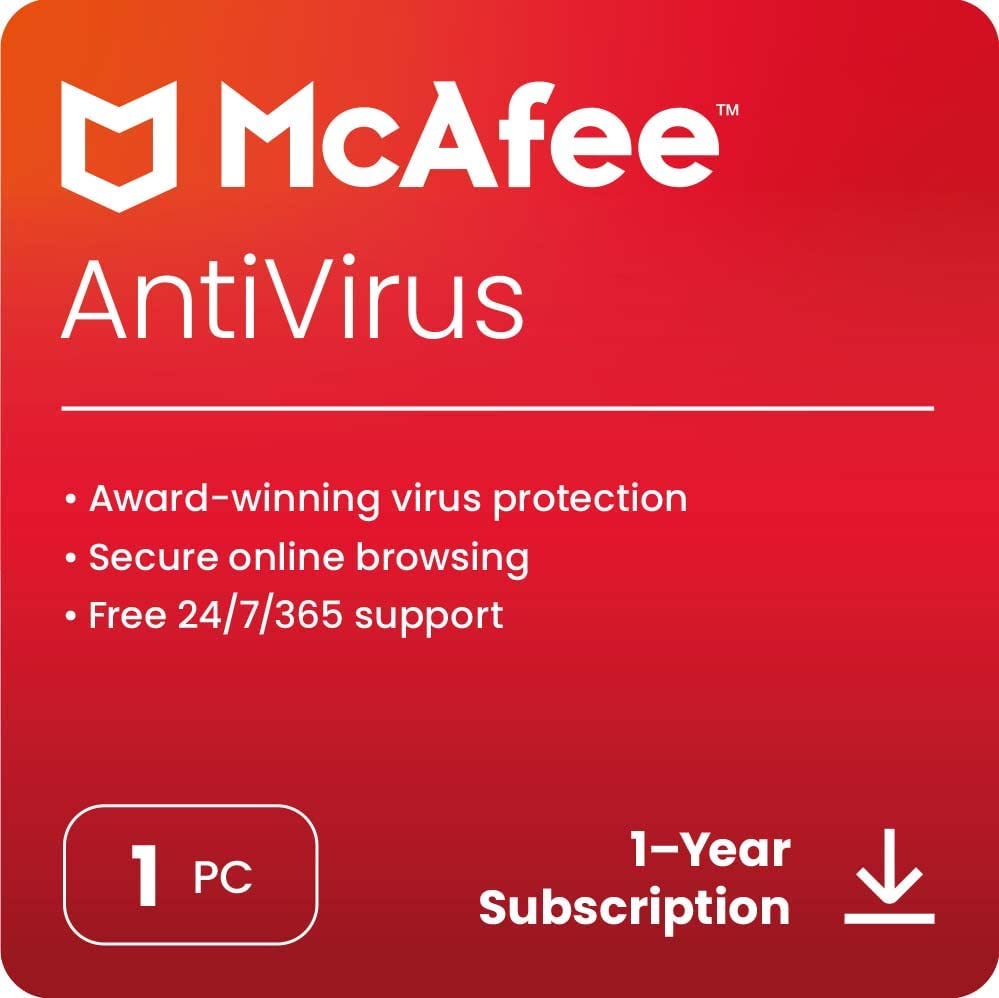 McAfee™
AntiVirus
• Award-winning virus protection
• Secure online browsing
• Free 24/7/365 support
1 PC
1–Year
Subscription